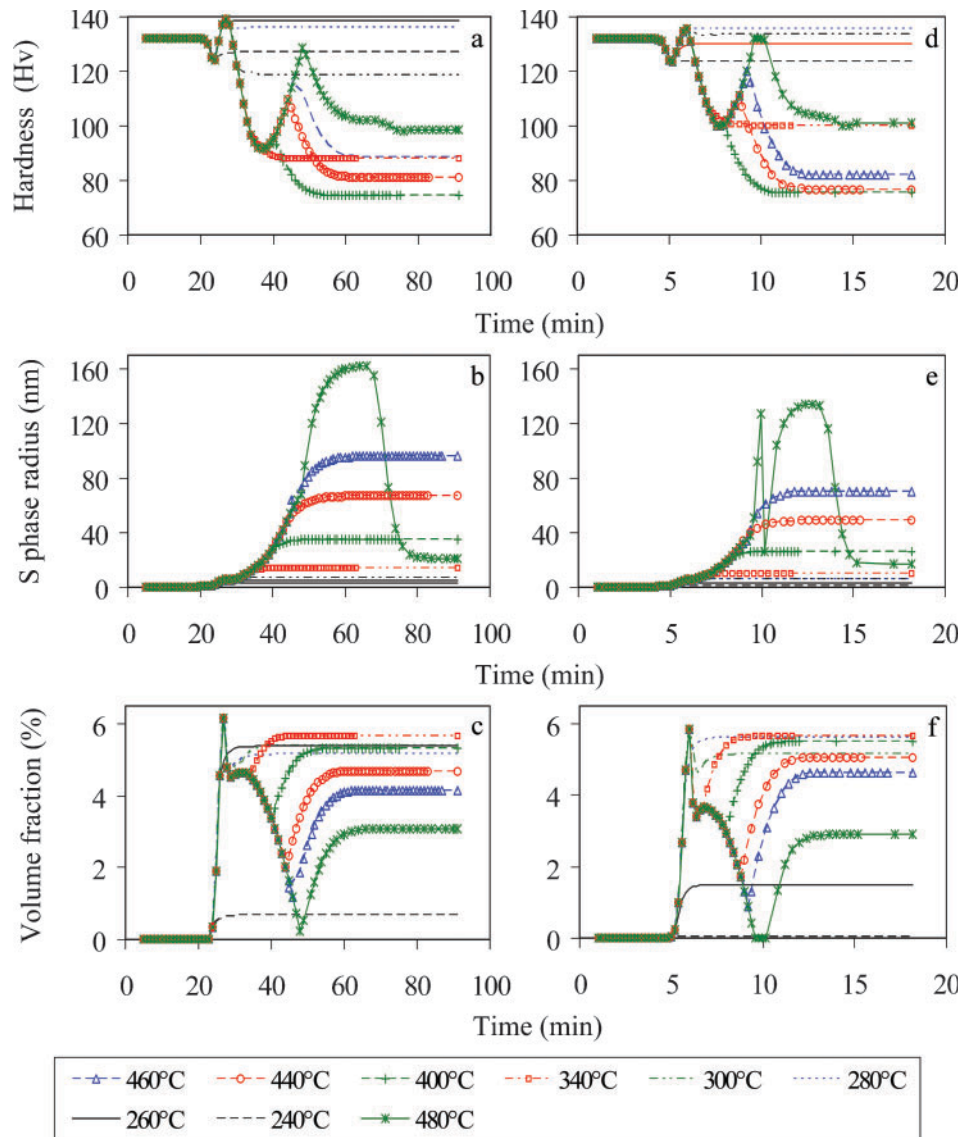 Hardness (Hv)
140
120
100
80
60
a
0 20 40 60 80 100
140
120
100
80
60
d
0 5 10 15 20
Time (min)
Time (min)
S phase radius (nm)
160
120
80
40
0
b
0 20 40 60 80 100
160
120
80
40
0
e
0 5 10 15 20
Volume fraction (%)
6
4
2
0
c
0 20 40 60 80 100
6
4
2
0
f
0 5 10 15 20
Time (min)
Time (min)
460°C 440°C 400°C 340°C 300°C 280°C
260°C 240°C 480°C